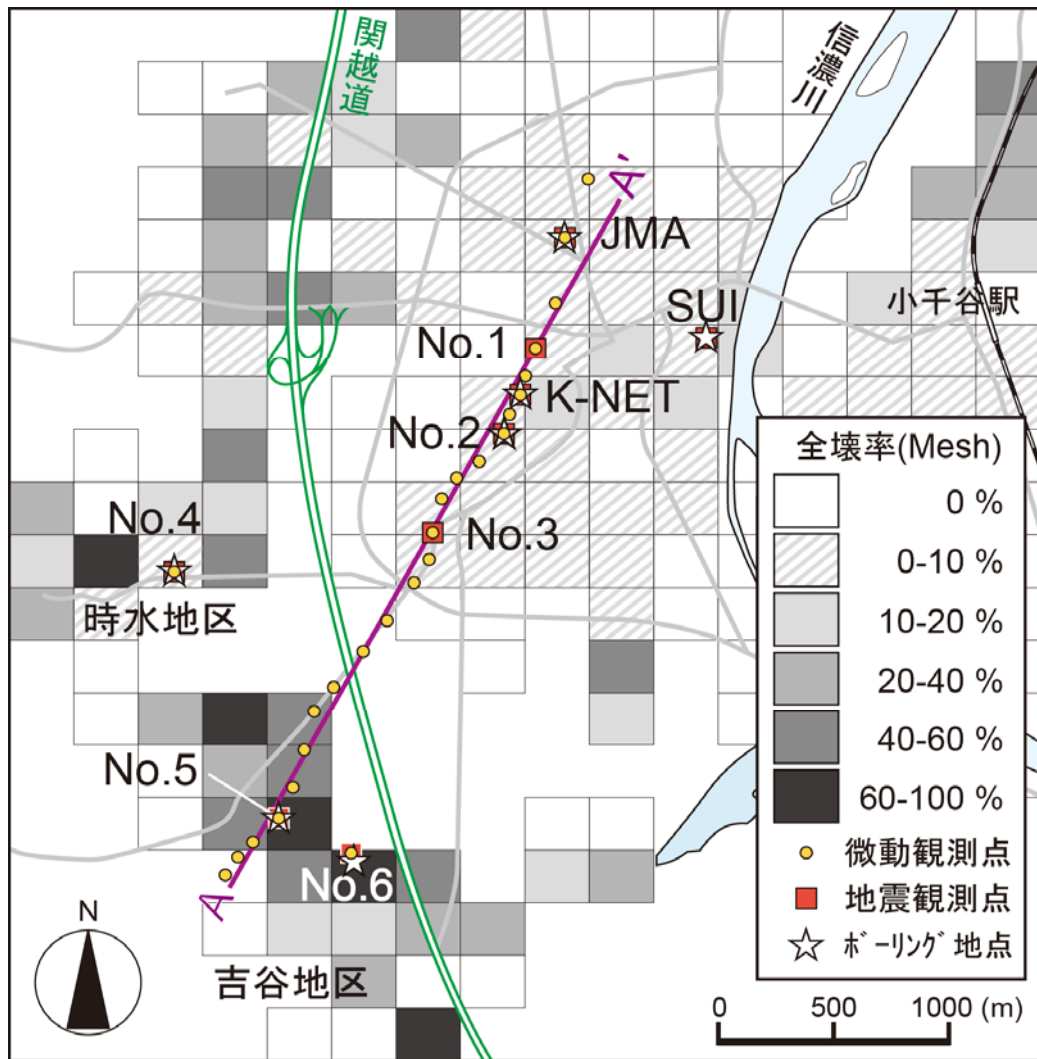 関越道
信濃川
A'
JMA
SUI
小千谷駅
No.1
K-NET
No.2
No.3
No.4
時水地区
No.5
No.6
A
吉谷地区
N
全壊率(Mesh)
0 %
0-10 %
10-20 %
20-40 %
40-60 %
60-100 %
微動観測点
地震観測点
ﾎﾞｰﾘﾝｸﾞ地点
0 500 1000 (m)